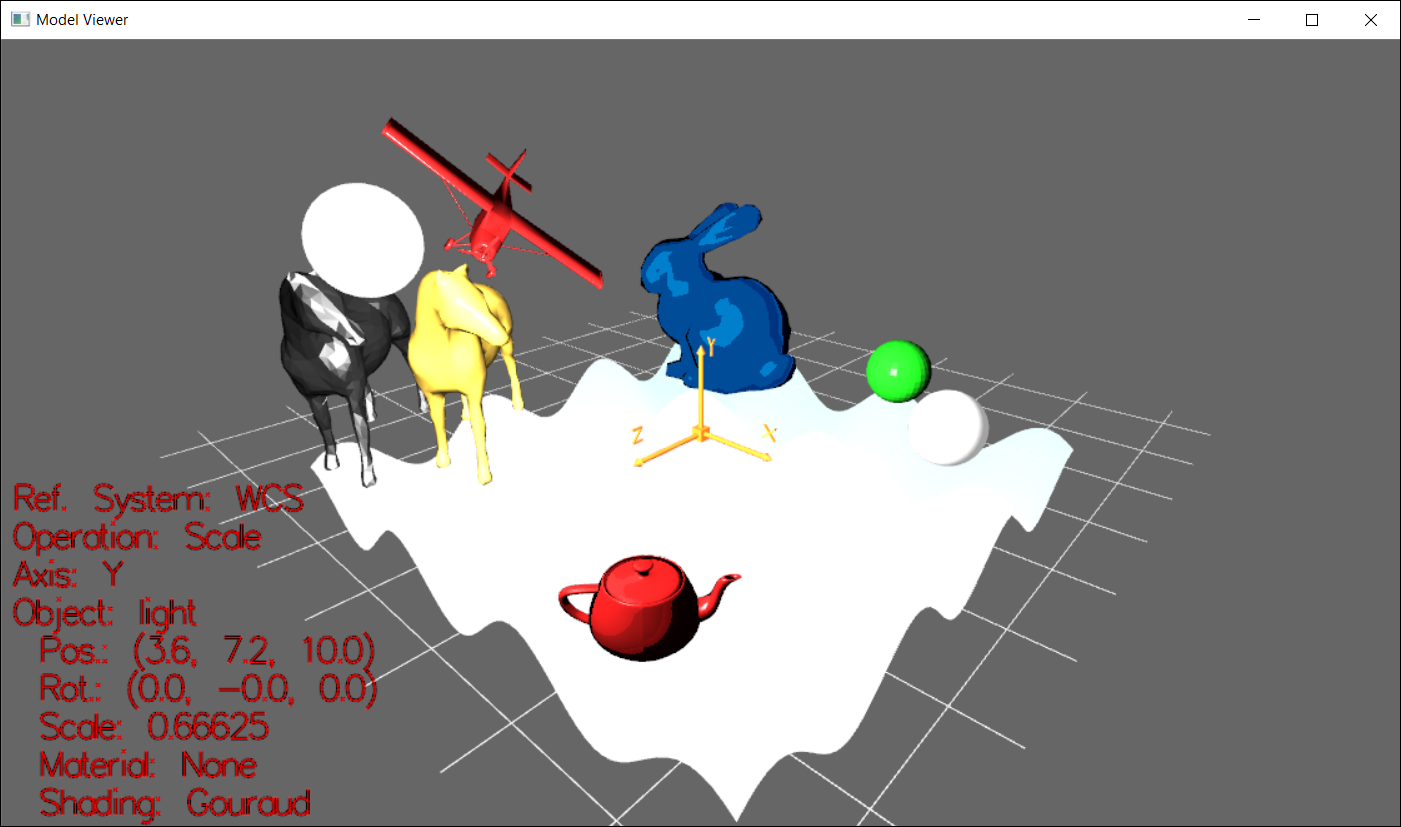 Model Viewer
Y
Z
X
Ref. System: WCS
Operation: Scale
Axis: Y
Object: light
Pos.: (3.6, 7.2, 10.0)
Rot.: (0.0, -0.0, 0.0)
Scale: 0.66625
Material: None
Shading: Gouraud